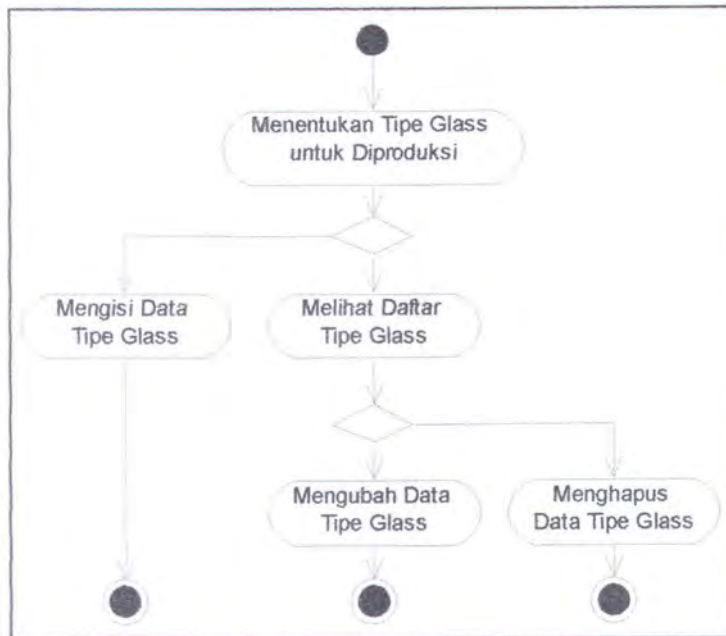 Menentukan Tipe Glass
untuk Diproduksi
Mengisi Data
Tipe Glass
Melihat Daftar
Tipe Glass
Mengubah Data
Tipe Glass
Menghapus
Data Tipe Glass